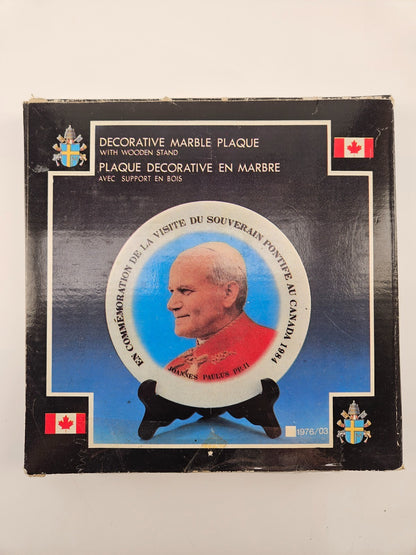 DECORATIVE MARBLE PLAQUE
WITH WOODEN STAND
PLAQUE DECORATIVE EN MARBRE
AVEC SUPPORT EN BOIS
EN COMMÉMORATION DE LA VISITE DU SOUVERAIN PONTIFE AU CANADA 1984
JOANNES PAULUS PP. II
1976/03